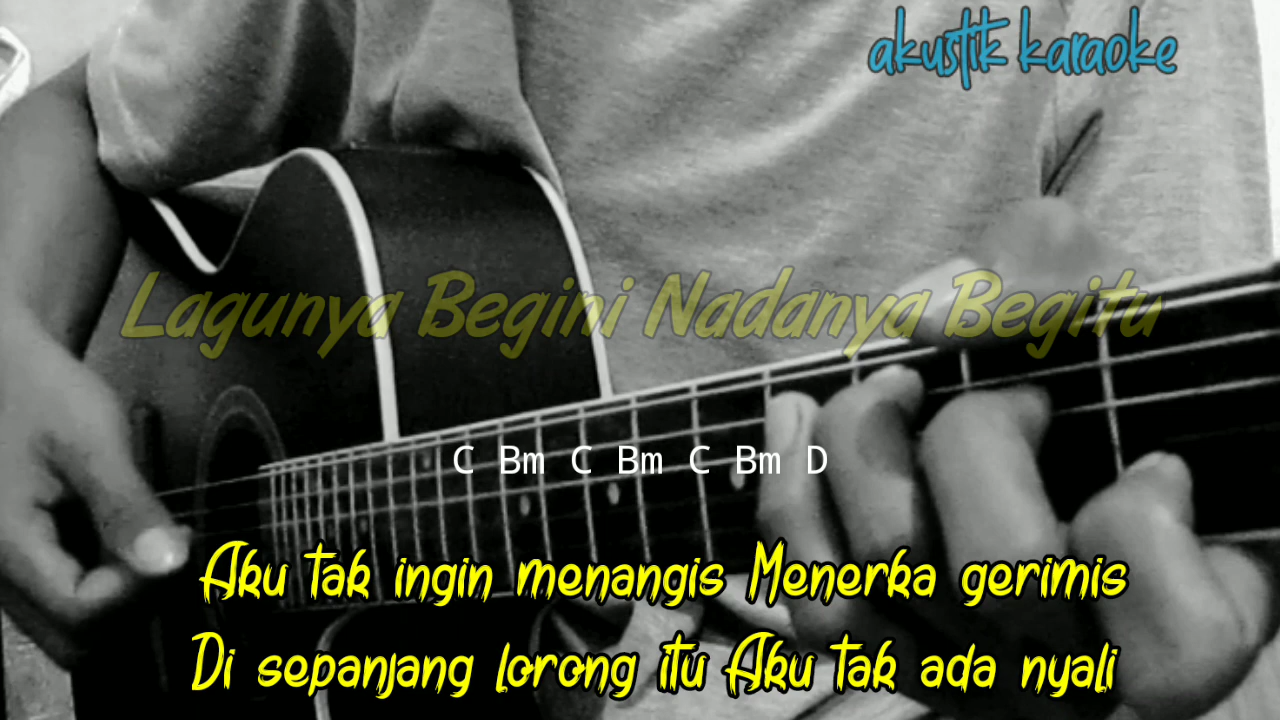 akustik karaoke
Lagunya Begini Nadanya Begitu
C Bm C Bm C Bm D
Aku tak ingin menangis Menerka gerimis
Di sepanjang lorong itu Aku tak ada nyali